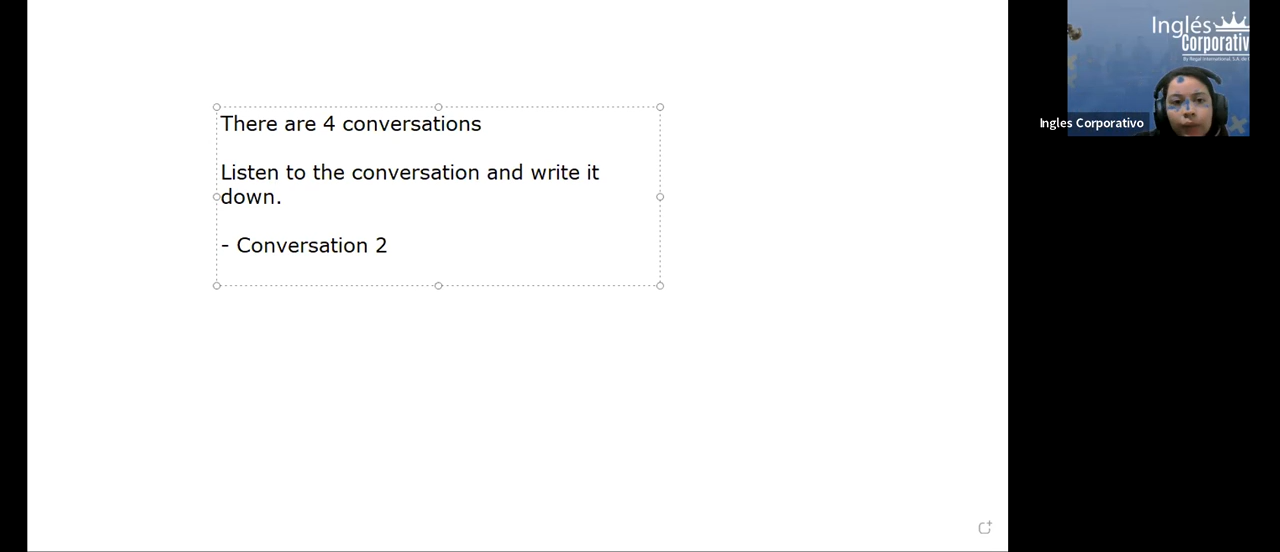 There are 4 conversations
Listen to the conversation and write it
down.
- Conversation 2
Inglés
Corporativ
Ingles Corporativo